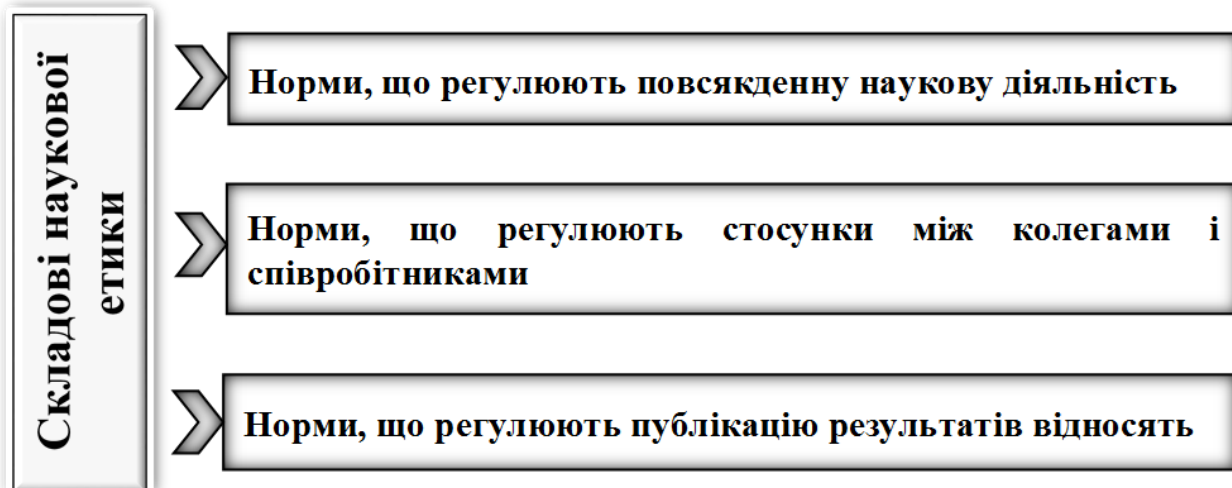 Складові наукової
етики
Норми, що регулюють повсякденну наукову діяльність
Норми, що регулюють стосунки між колегами і
співробітниками
Норми, що регулюють публікацію результатів відносять